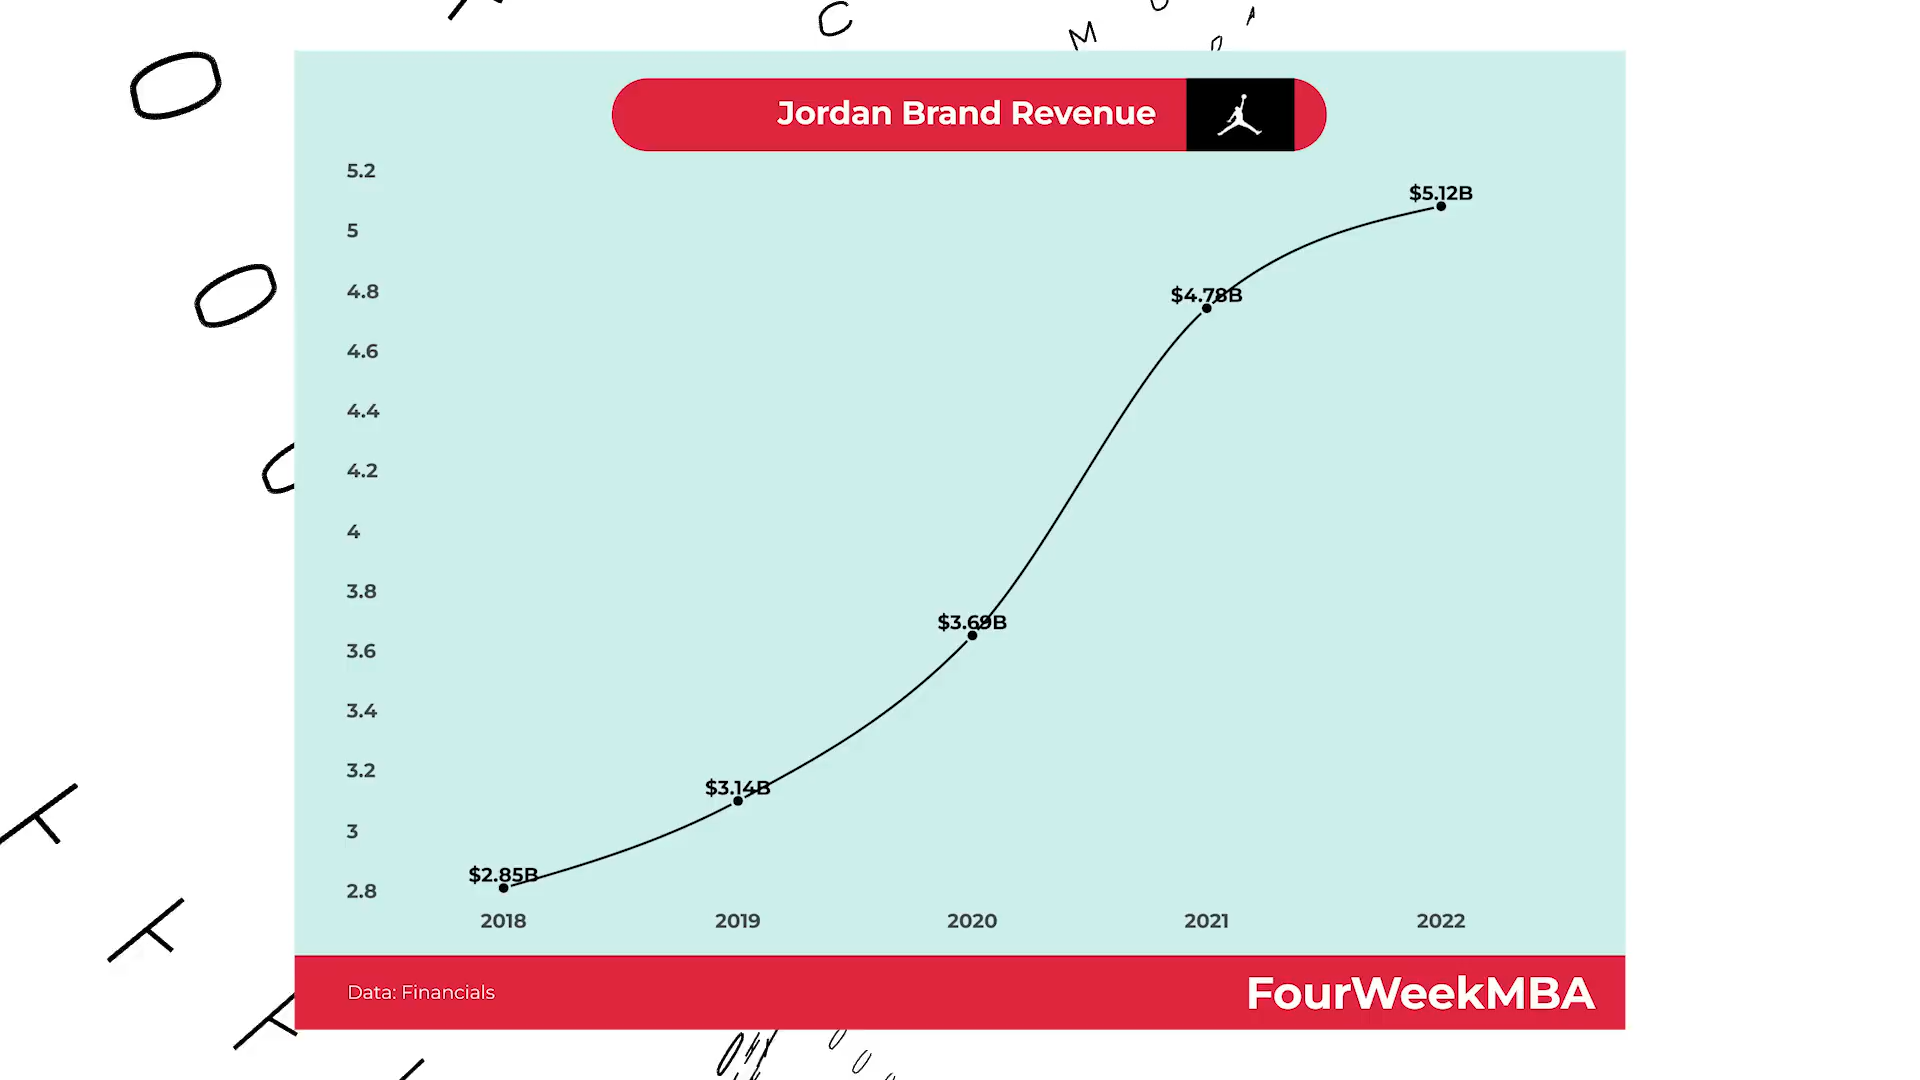 C
M
Jordan Brand Revenue
5.2
5
4.8
4.6
4.4
4.2
4
3.8
3.6
3.4
3.2
3
2.8
$2.85B
$3.14B
$3.69B
$4.78B
$5.12B
2018 2019 2020 2021 2022
Data: Financials
FourWeekMBA